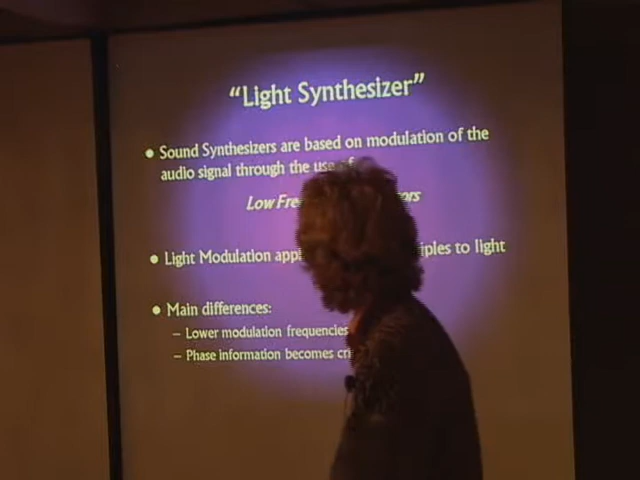 “Light Synthesizer”
● Sound Synthesizers are based on modulation of the
audio signal through the use of
Low Fre ors
● Light Modulation app iples to light
● Main differences:
– Lower modulation frequencies
– Phase information becomes cri